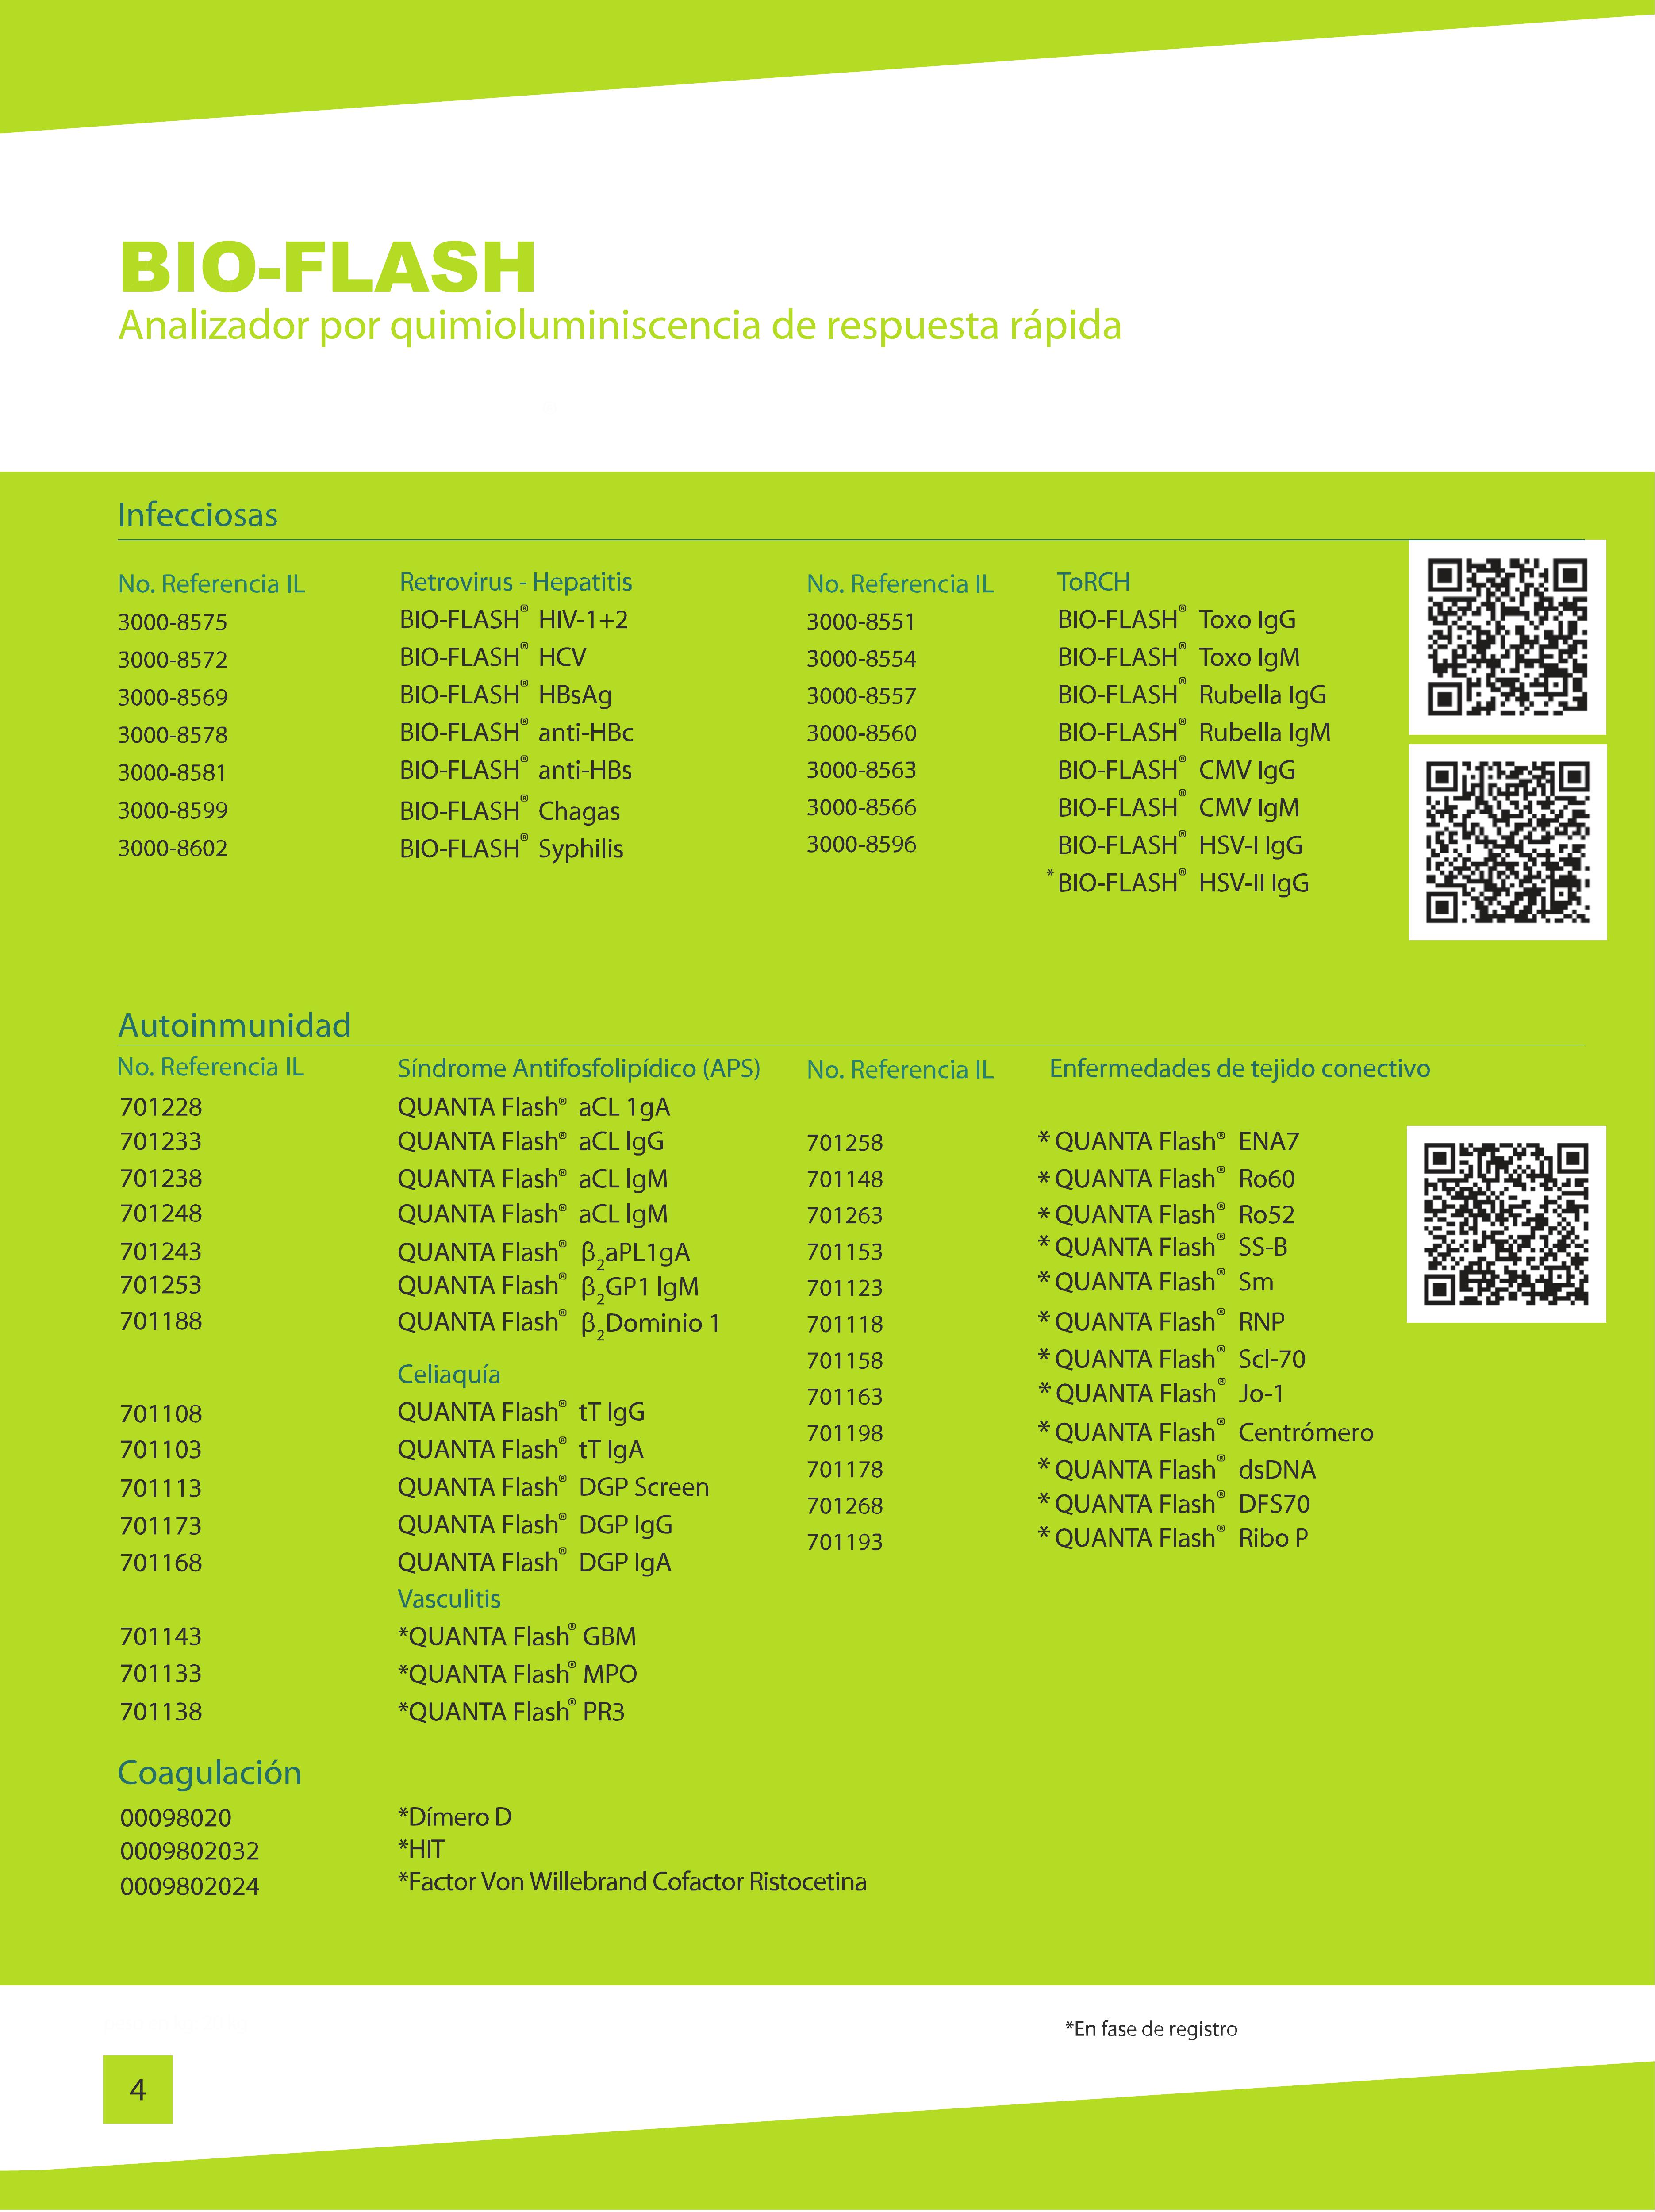 BIO-FLASH
Analizador por quimioluminiscencia de respuesta rápida
Infecciosas
No. Referencia IL Retrovirus - Hepatitis No. Referencia IL ToRCH
3000-8575 BIO-FLASH® HIV-1+2 3000-8551 BIO-FLASH® Toxo IgG
3000-8572 BIO-FLASH® HCV 3000-8554 BIO-FLASH® Toxo IgM
3000-8569 BIO-FLASH® HBsAg 3000-8557 BIO-FLASH® Rubella IgG
3000-8578 BIO-FLASH® anti-HBc 3000-8560 BIO-FLASH® Rubella IgM
3000-8581 BIO-FLASH® anti-HBs 3000-8563 BIO-FLASH® CMV IgG
3000-8599 BIO-FLASH® Chagas 3000-8566 BIO-FLASH® CMV IgM
3000-8602 BIO-FLASH® Syphilis 3000-8596 BIO-FLASH® HSV-I IgG
*BIO-FLASH® HSV-II IgG
Autoinmunidad
No. Referencia IL Síndrome Antifosfolipídico (APS) No. Referencia IL Enfermedades de tejido conectivo
701228 QUANTA Flash® aCL 1gA
701233 QUANTA Flash® aCL IgG 701258 *QUANTA Flash® ENA7
701238 QUANTA Flash® aCL IgM 701148 *QUANTA Flash® Ro60
701248 QUANTA Flash® aCL IgM 701263 *QUANTA Flash® Ro52
701243 QUANTA Flash® β₂aPL1gA 701153 *QUANTA Flash® SS-B
701253 QUANTA Flash® β₂GP1 IgM 701123 *QUANTA Flash® Sm
701188 QUANTA Flash® β₂Dominio 1 701118 *QUANTA Flash® RNP
Celiaquía 701158 *QUANTA Flash® Scl-70
701108 QUANTA Flash® tT IgG 701163 *QUANTA Flash® Jo-1
701103 QUANTA Flash® tT IgA 701198 *QUANTA Flash® Centrómero
701113 QUANTA Flash® DGP Screen 701178 *QUANTA Flash® dsDNA
701173 QUANTA Flash® DGP IgG 701268 *QUANTA Flash® DFS70
701168 QUANTA Flash® DGP IgA 701193 *QUANTA Flash® Ribo P
Vasculitis
701143 *QUANTA Flash® GBM
701133 *QUANTA Flash® MPO
701138 *QUANTA Flash® PR3
Coagulación
00098020 *Dímero D
0009802032 *HIT
0009802024 *Factor Von Willebrand Cofactor Ristocetina
*En fase de registro
4